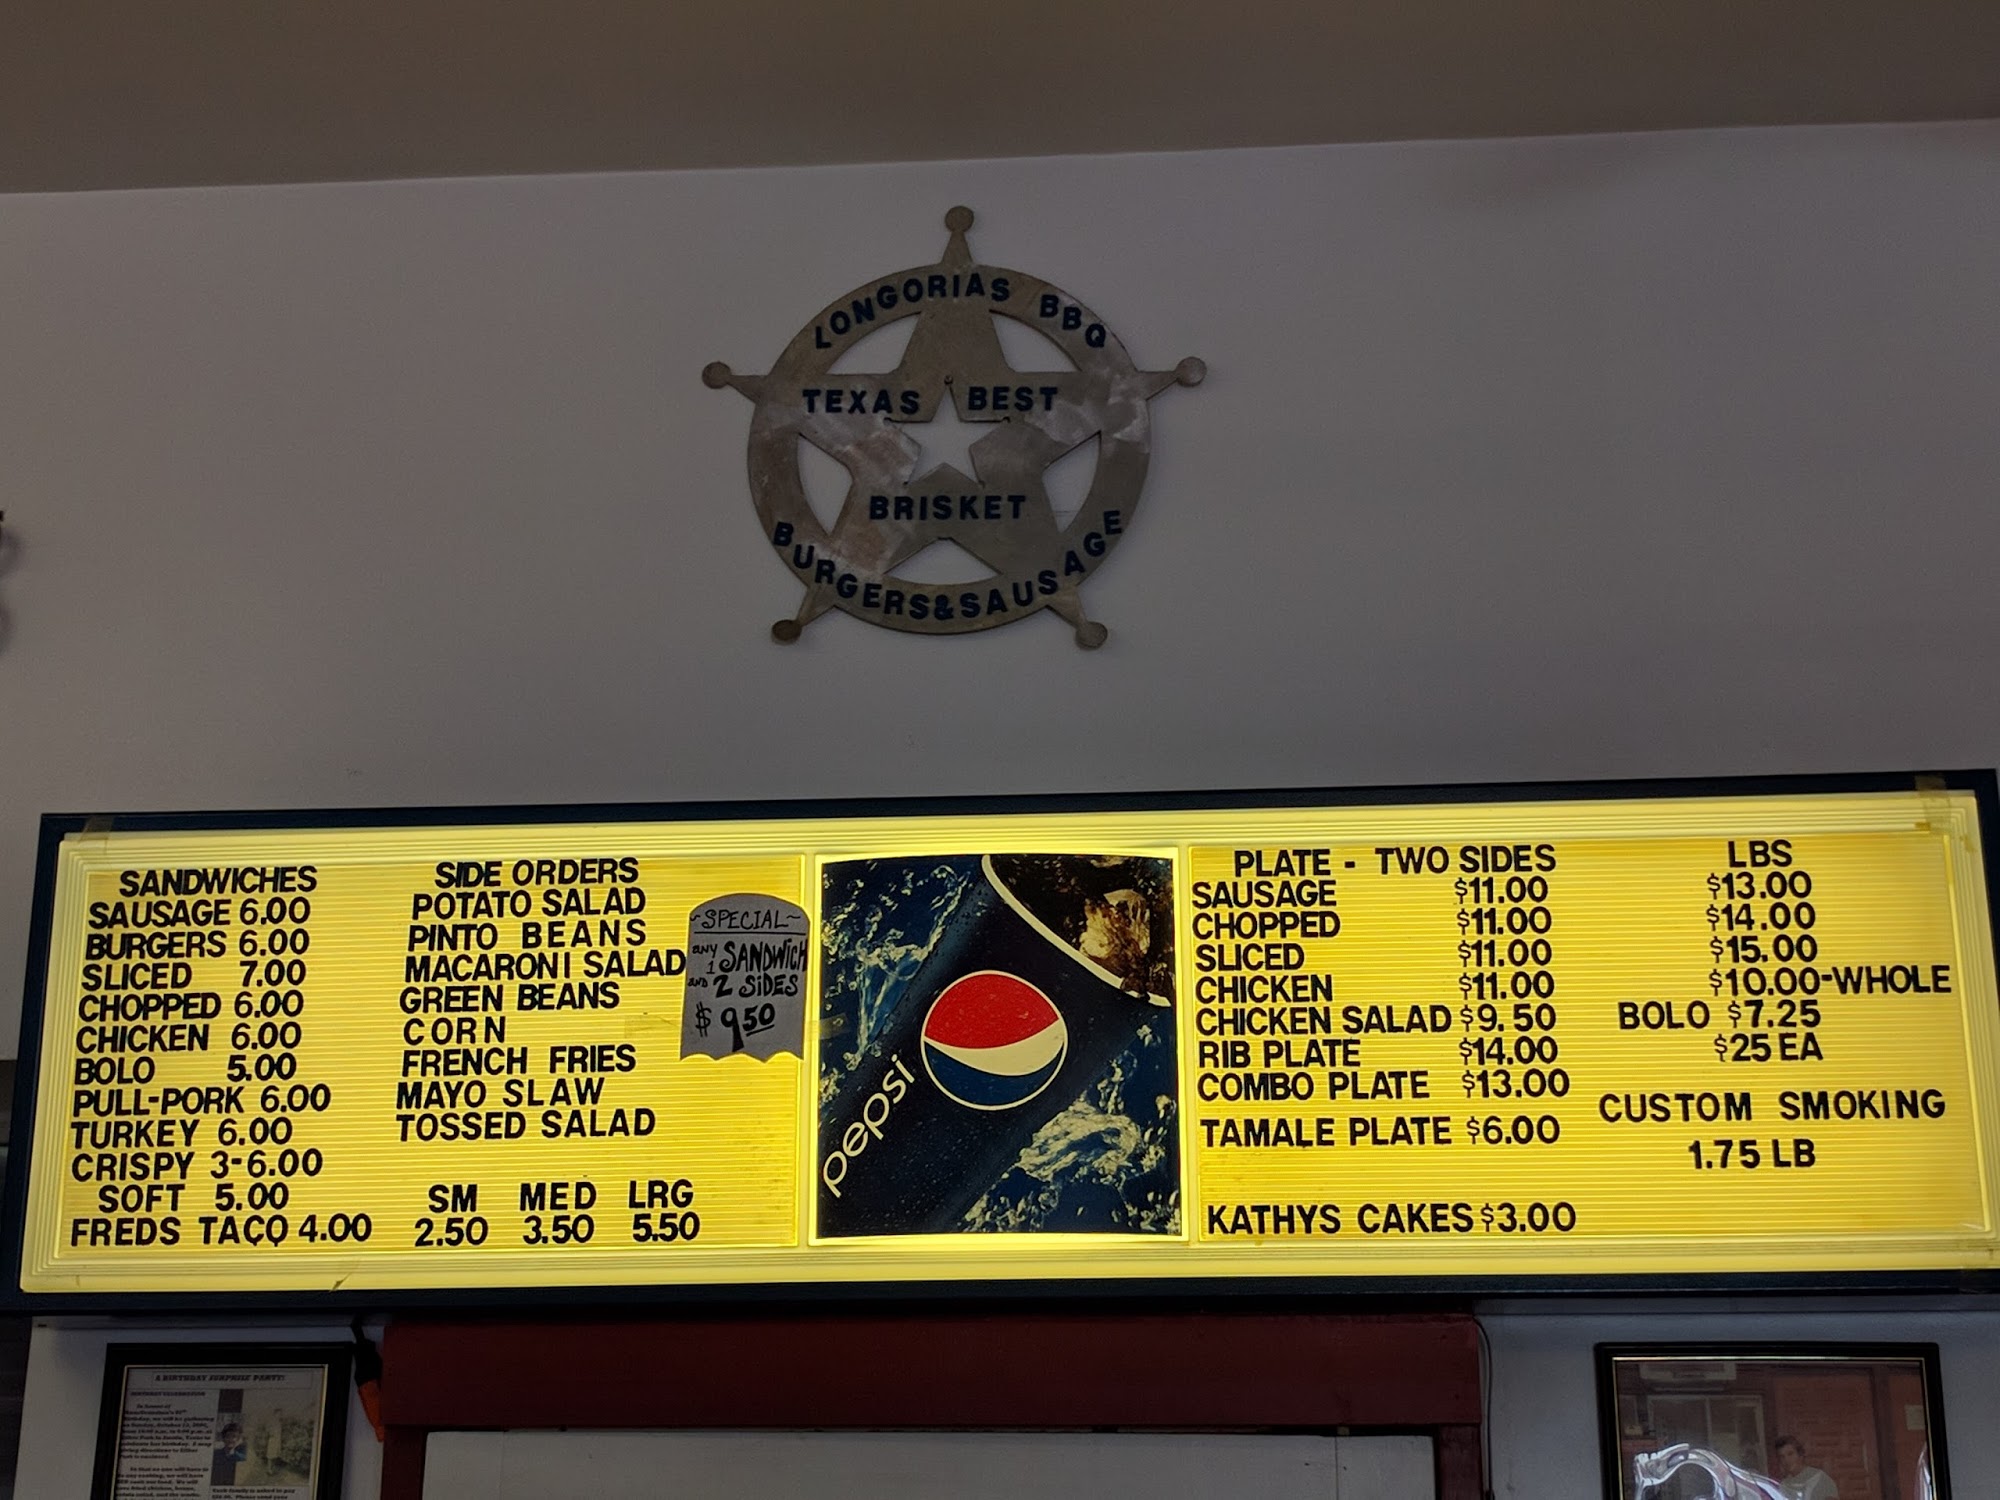 LONGORIAS BBQ
TEXAS BEST
BRISKET
BURGERS&SAUSAGE
SANDWICHES
SAUSAGE 6.00
BURGERS 6.00
SLICED 7.00
CHOPPED 6.00
CHICKEN 6.00
BOLO 5.00
PULL-PORK 6.00
TURKEY 6.00
CRISPY 3-6.00
SOFT 5.00
FREDS TACO 4.00
SIDE ORDERS
POTATO SALAD
PINTO BEANS
MACARONI SALAD
GREEN BEANS
CORN
FRENCH FRIES
MAYO SLAW
TOSSED SALAD
SM MED LRG
2.50 3.50 5.50
~SPECIAL~
ANY 1 SANDWICH
AND 2 SIDES
$9.50
pepsi
PLATE - TWO SIDES
SAUSAGE $11.00
CHOPPED $11.00
SLICED $11.00
CHICKEN $11.00
CHICKEN SALAD $9.50
RIB PLATE $14.00
COMBO PLATE $13.00
TAMALE PLATE $6.00
KATHYS CAKES $3.00
LBS
$13.00
$14.00
$15.00
$10.00-WHOLE
BOLO $7.25
$25 EA
CUSTOM SMOKING
1.75 LB
A BIRTHDAY SURPRISE PARTY!